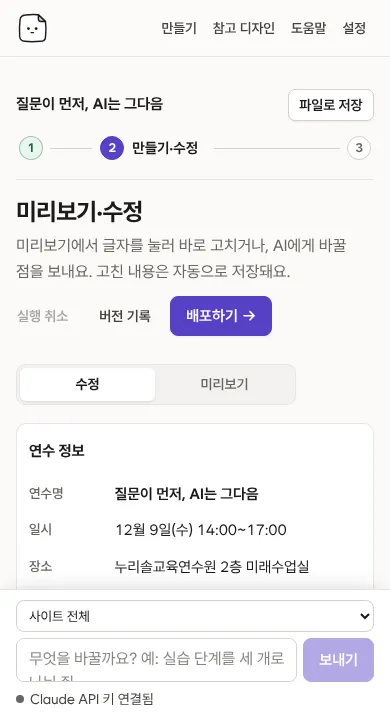 만들기 참고 디자인 도움말 설정
질문이 먼저, AI는 그다음
파일로 저장
1 2 만들기·수정 3
미리보기·수정
미리보기에서 글자를 눌러 바로 고치거나, AI에게 바꿀
점을 보내요. 고친 내용은 자동으로 저장돼요.
실행 취소 버전 기록 배포하기 →
수정 미리보기
연수 정보
연수명 질문이 먼저, AI는 그다음
일시 12월 9일(수) 14:00~17:00
장소 누리솔교육연수원 2층 미래수업실
사이트 전체
무엇을 바꿀까요? 예: 실습 단계를 세 개로
보내기
Claude API 키 연결됨